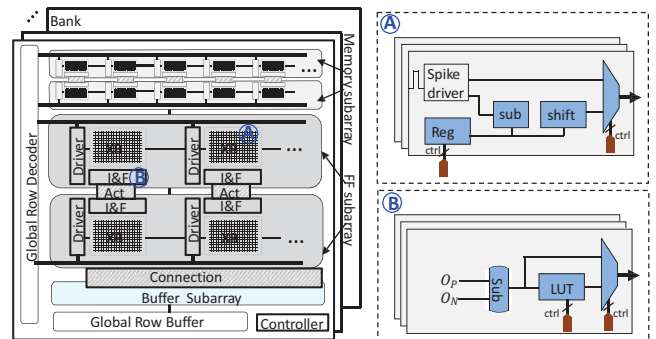 Bank
Memory subarray
...
Global Row Decoder
Driver
XB
A
Driver
XB
...
I&F
B
I&F
Act
Act
I&F
I&F
FF subarray
Driver
XB
Driver
XB
...
Connection
Buffer Subarray
Global Row Buffer
Controller
A
Spike
driver
sub
shift
Reg
ctrl
ctrl
B
O_P
O_N
Sub
LUT
ctrl
ctrl